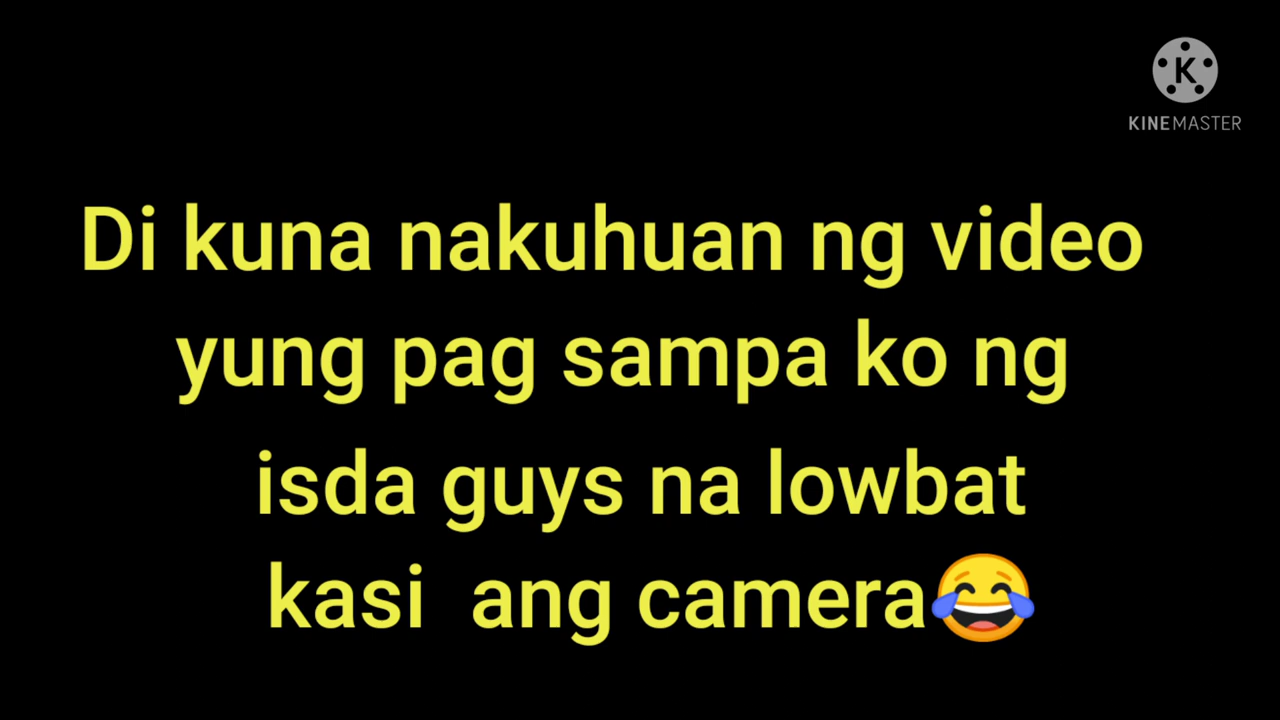 K
KINEMASTER
Di kuna nakuhuan ng video
yung pag sampa ko ng
isda guys na lowbat
kasi  ang camera😂